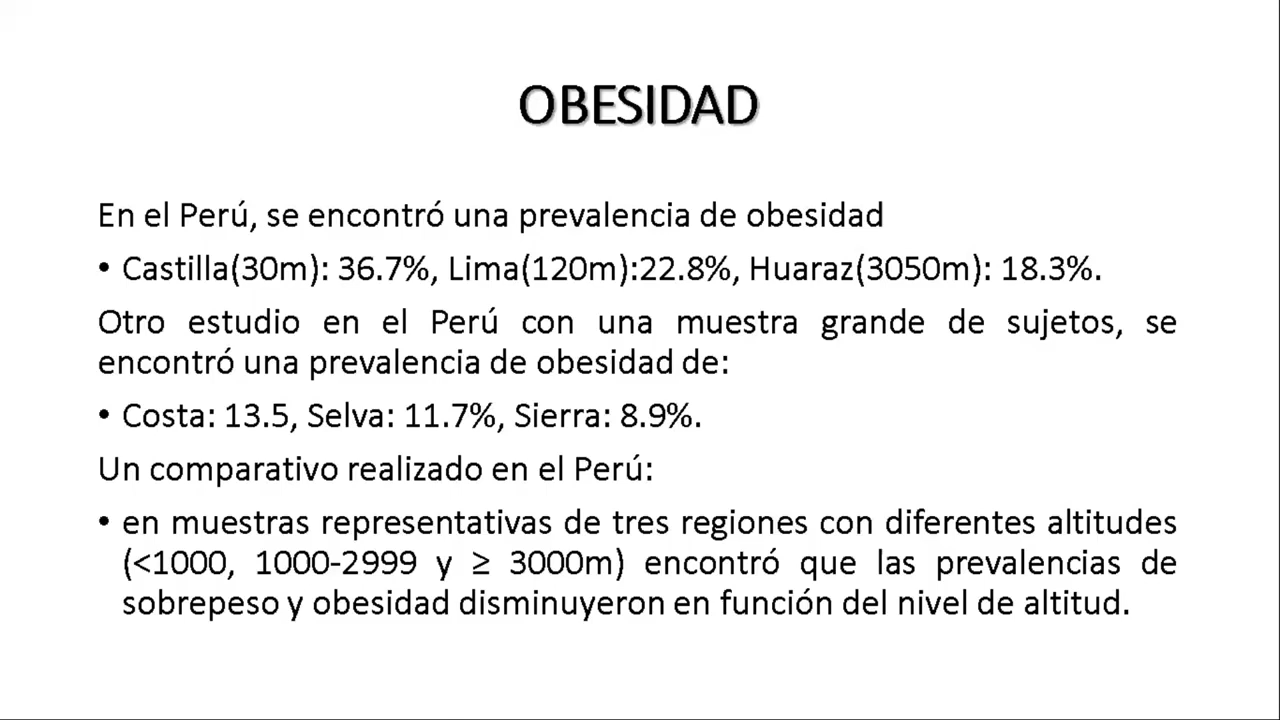 OBESIDAD
En el Perú, se encontró una prevalencia de obesidad
• Castilla(30m): 36.7%, Lima(120m):22.8%, Huaraz(3050m): 18.3%.
Otro estudio en el Perú con una muestra grande de sujetos, se
encontró una prevalencia de obesidad de:
• Costa: 13.5, Selva: 11.7%, Sierra: 8.9%.
Un comparativo realizado en el Perú:
• en muestras representativas de tres regiones con diferentes altitudes
(<1000, 1000-2999 y ≥ 3000m) encontró que las prevalencias de
sobrepeso y obesidad disminuyeron en función del nivel de altitud.